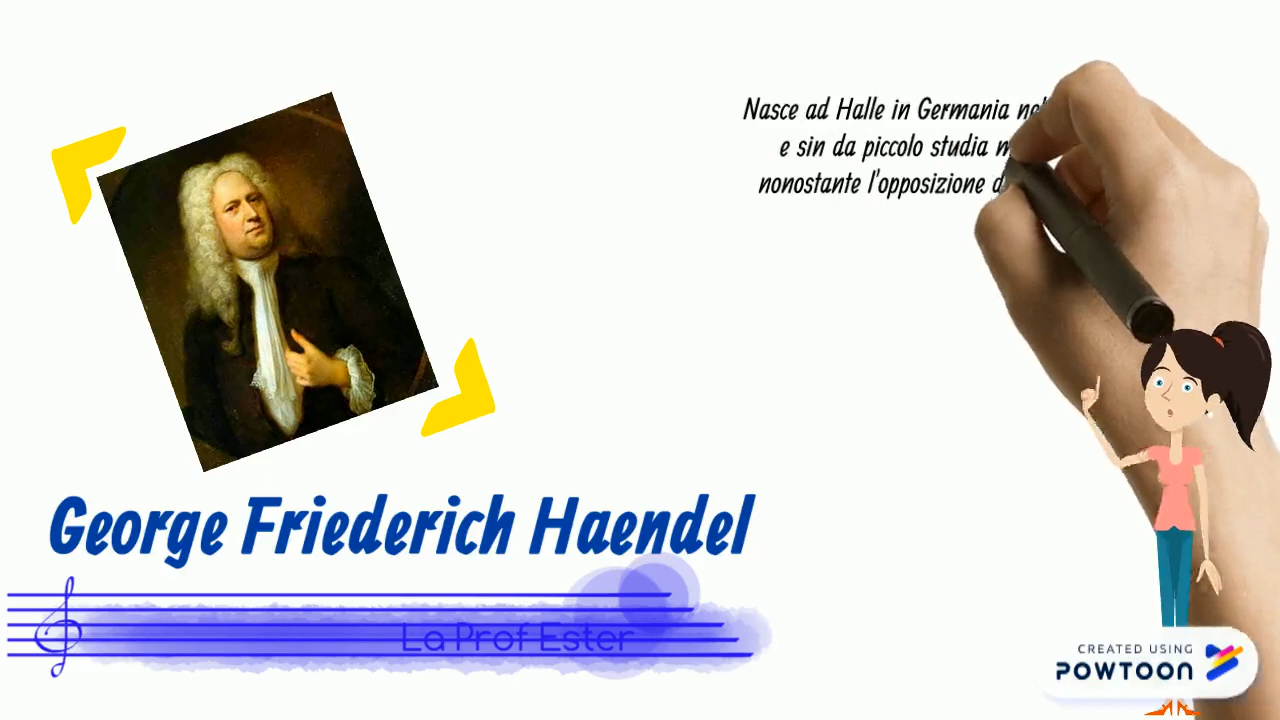 Nasce ad Halle in Germania
e sin da piccolo studia
nonostante l'opposizione
George Friederich Haendel
La Prof Ester
CREATED USING
POWTOON